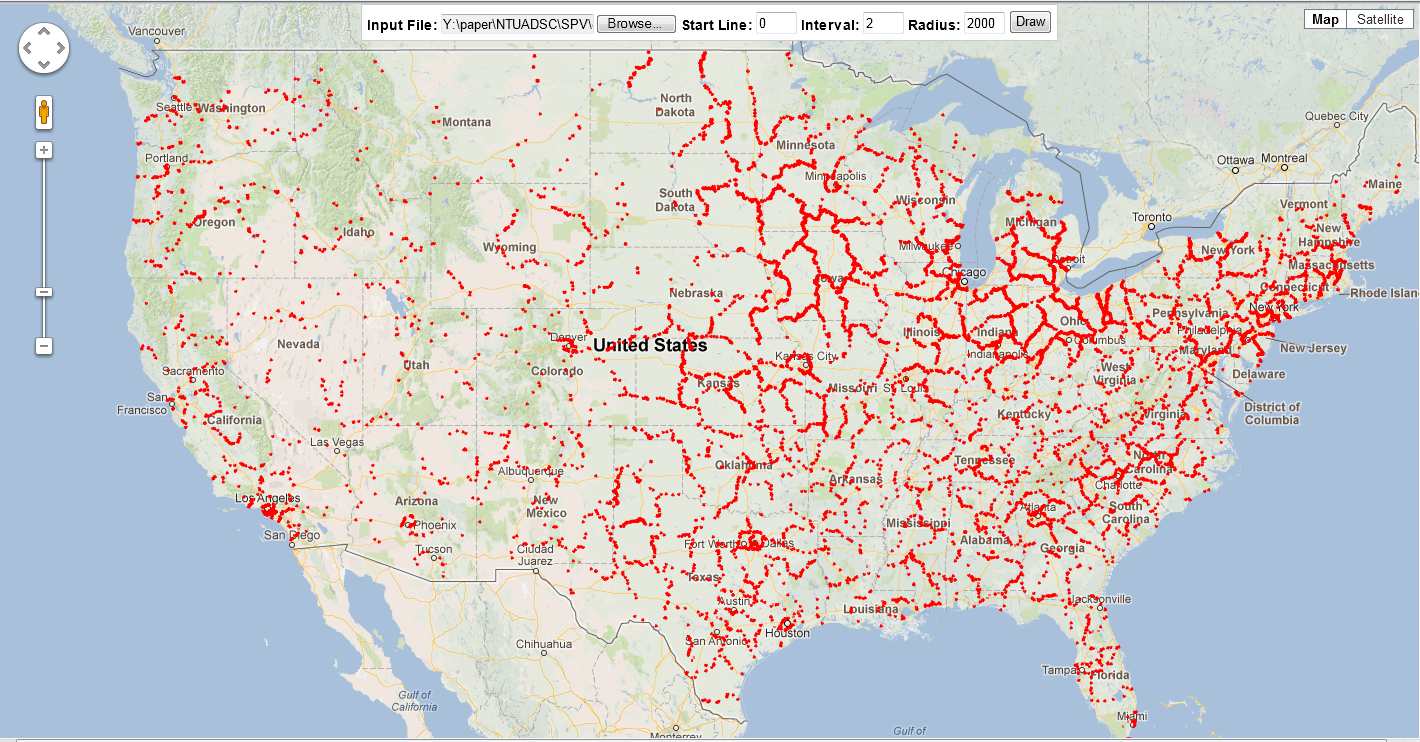 Input File: Y:\paper\NTUADSC\SPV\ Browse... Start Line: 0 Interval: 2 Radius: 2000 Draw
Map Satellite
Vancouver
Seattle Washington
North
Dakota
Montana
Quebec City
Minnesota
Portland
Ottawa Montreal
Minneapolis
Maine
South
Dakota
Wisconsin
Vermont
Oregon
Idaho
Michigan
Toronto
New
Hampshire
Wyoming
Milwaukee
New York
Detroit
Massachusetts
Chicago
Iowa
Connecticut
Nebraska
Rhode Islan
New York
Pennsylvania
Ohio
Illinois
Indiana
Philadelphia
Denver
United States
Nevada
Columbus
New Jersey
Indianapolis
Maryland
Kansas City
Utah
Colorado
Sacramento
West
Virginia
Delaware
Kansas
Missouri
St. Louis
San
Francisco
District of
Columbia
Kentucky
Virginia
California
Las Vegas
Tennessee
North
Carolina
Oklahoma
Albuquerque
Arkansas
Charlotte
Los Angeles
Arizona
New
Mexico
Atlanta
South
Carolina
Phoenix
Mississippi
San Diego
Alabama
Georgia
Fort Worth
Dallas
Tucson
Ciudad
Juarez
Texas
Austin
Jacksonville
Louisiana
Houston
San Antonio
Chihuahua
Tampa
Florida
Gulf of
California
Miami
Gulf of
Monterrey